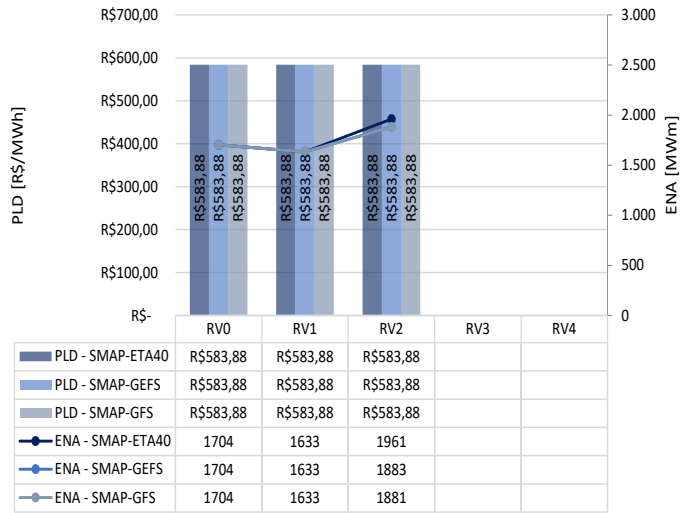 R$700,00 3.000
R$600,00 2.500
R$500,00 2.000
R$400,00 1.500
R$300,00 1.000
R$200,00 500
R$100,00 0
R$-
PLD [R$/MWh]
ENA [MWm]
R$583,88 R$583,88 R$583,88 R$583,88 R$583,88 R$583,88 R$583,88 R$583,88 R$583,88
RV0 RV1 RV2 RV3 RV4
PLD - SMAP-ETA40 R$583,88 R$583,88 R$583,88
PLD - SMAP-GEFS R$583,88 R$583,88 R$583,88
PLD - SMAP-GFS R$583,88 R$583,88 R$583,88
ENA - SMAP-ETA40 1704 1633 1961
ENA - SMAP-GEFS 1704 1633 1883
ENA - SMAP-GFS 1704 1633 1881